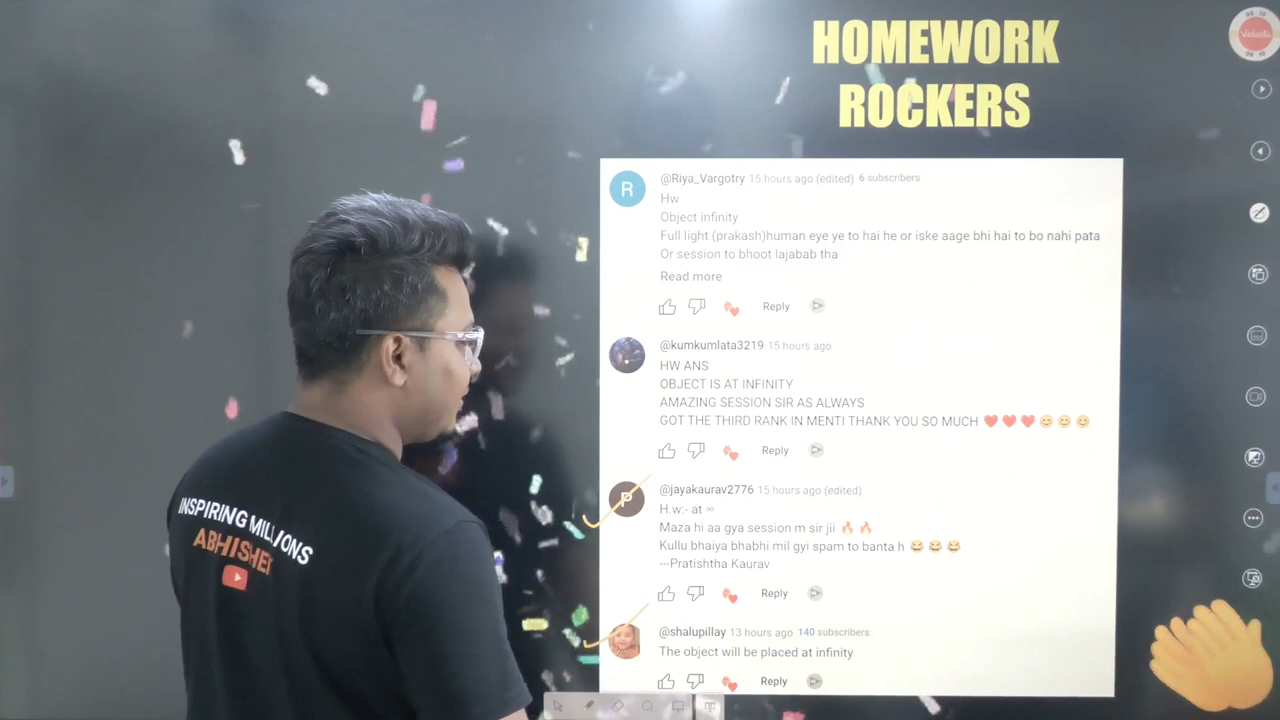 HOMEWORK
ROCKERS
Vedantu
R
@Riya_Vargotry 15 hours ago (edited) 6 subscribers
Hw
Object infinity
Full light (prakash)human eye ye to hai he or iske aage bhi hai to bo nahi pata
Or session to bhoot lajabab tha
Read more
Reply
@kumkumlata3219 15 hours ago
HW ANS
OBJECT IS AT INFINITY
AMAZING SESSION SIR AS ALWAYS
GOT THE THIRD RANK IN MENTI THANK YOU SO MUCH ❤️❤️❤️😊😊😊
Reply
P
@jayakaurav2776 15 hours ago (edited)
H.w:- at ∞
Maza hi aa gya session m sir jii 🔥🔥
Kullu bhaiya bhabhi mil gyi spam to banta h 😂😂😂
---Pratishtha Kaurav
Reply
@shalupillay 13 hours ago 140 subscribers
The object will be placed at infinity
Reply
INSPIRING MILLIONS
ABHISHEK